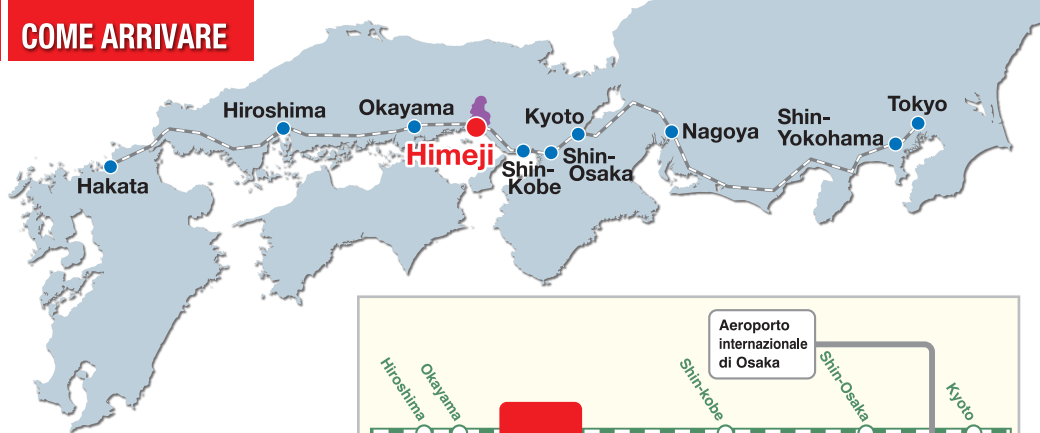 COME ARRIVARE
Hiroshima
Okayama
Kyoto
Tokyo
Shin-
Yokohama
Nagoya
Himeji
Shin-
Osaka
Shin-
Kobe
Hakata
Aeroporto
internazionale
di Osaka
Hiroshima
Okayama
Shin-kobe
Shin-Osaka
Kyoto